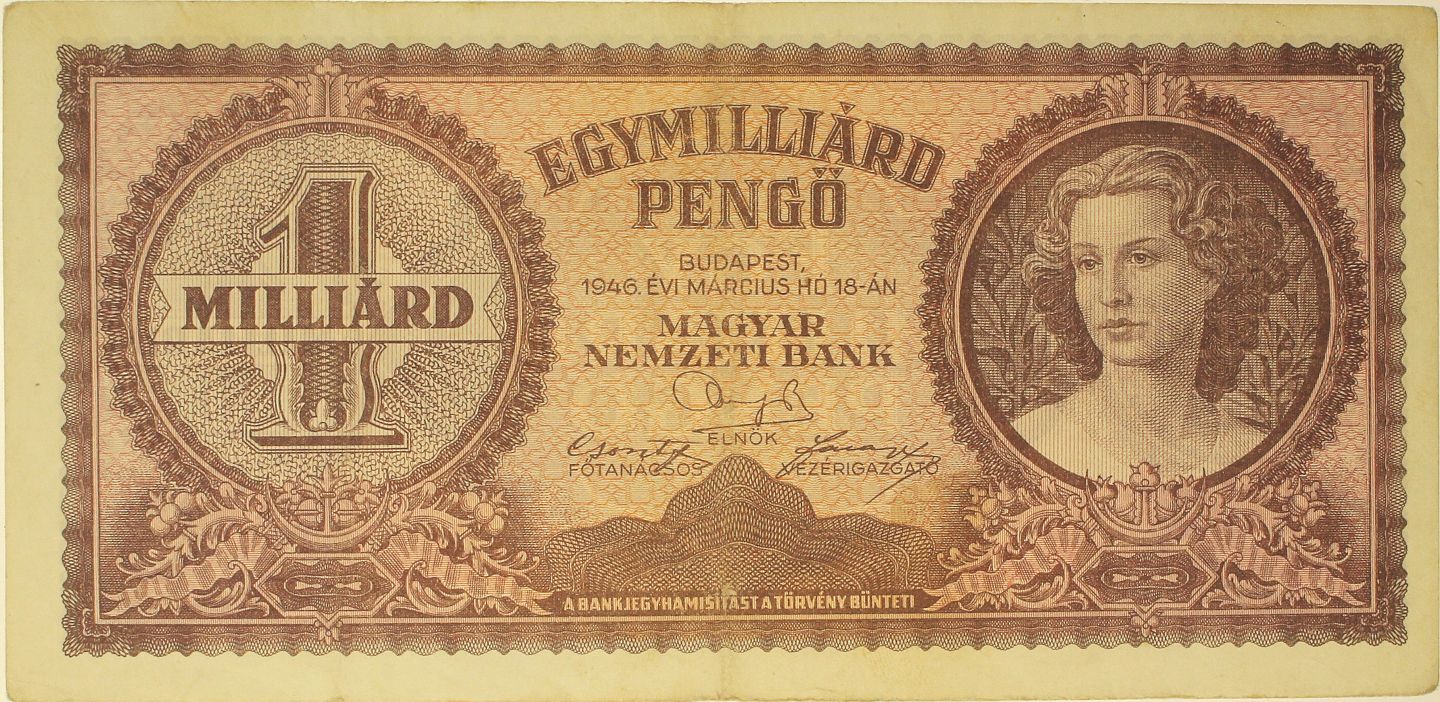 EGYMILLIÁRD
PENGŐ
1
MILLIÁRD
BUDAPEST,
1946. ÉVI MÁRCIUS HÓ 18-ÁN
MAGYAR
NEMZETI BANK
ELNÖK
FŐTANÁCSOS VEZÉRIGAZGATÓ
A BANKJEGYHAMISÍTÁST A TÖRVÉNY BÜNTETI